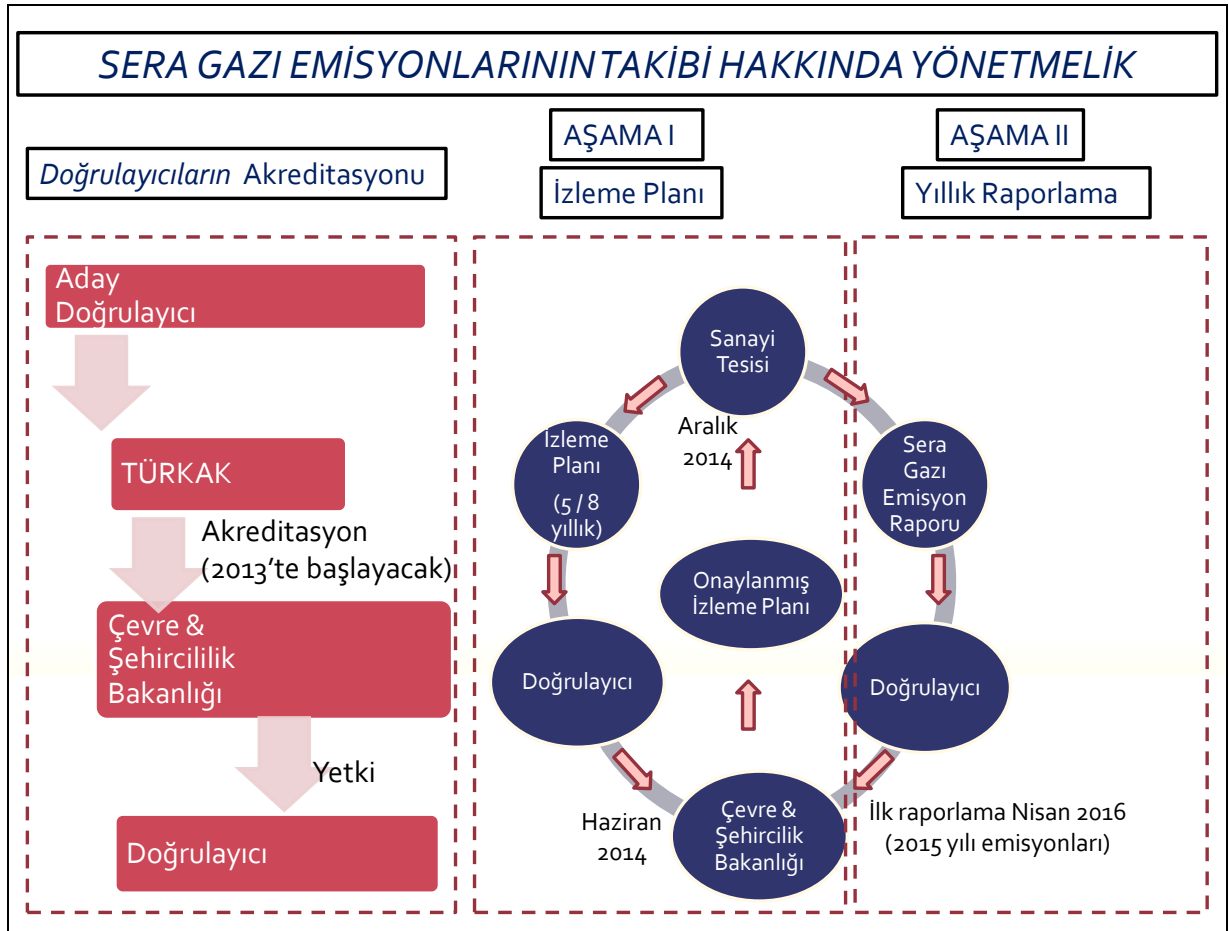 SERA GAZI EMİSYONLARININTAKİBİ HAKKINDA YÖNETMELİK
Doğrulayıcıların Akreditasyonu
AŞAMA I
İzleme Planı
AŞAMA II
Yıllık Raporlama
Aday
Doğrulayıcı
TÜRKAK
Akreditasyon
(2013’te başlayacak)
Çevre &
Şehircililik
Bakanlığı
Yetki
Doğrulayıcı
Sanayi
Tesisi
Aralık
2014
İzleme
Planı
(5 / 8
yıllık)
Onaylanmış
İzleme Planı
Doğrulayıcı
Haziran
2014
Çevre &
Şehircilik
Bakanlığı
Sera
Gazı
Emisyon
Raporu
Doğrulayıcı
İlk raporlama Nisan 2016
(2015 yılı emisyonları)